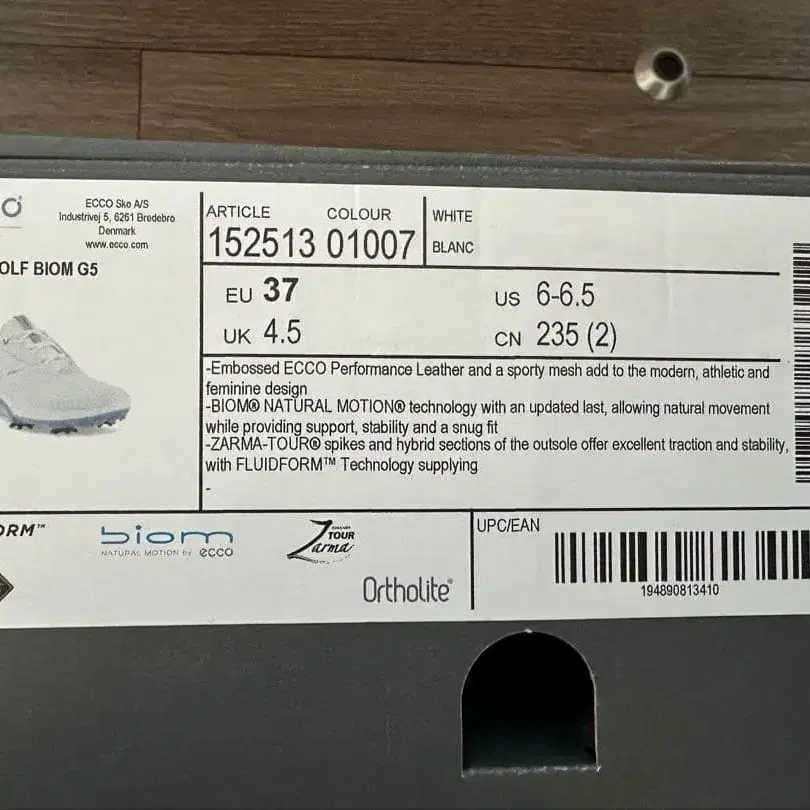 ECCO Sko A/S
Industrivej 5, 6261 Bredebro
Denmark
www.ecco.com
OLF BIOM G5
ARTICLE COLOUR
152513 01007
WHITE
BLANC
EU 37
US 6-6.5
UK 4.5
CN 235 (2)
-Embossed ECCO Performance Leather and a sporty mesh add to the modern, athletic and
feminine design
-BIOM® NATURAL MOTION® technology with an updated last, allowing natural movement
while providing support, stability and a snug fit
-ZARMA-TOUR® spikes and hybrid sections of the outsole offer excellent traction and stability,
with FLUIDFORM™ Technology supplying
-
ORM™
biom
NATURAL MOTION by ecco
TOUR
Zarma
Ortholite®
UPC/EAN
194890813410